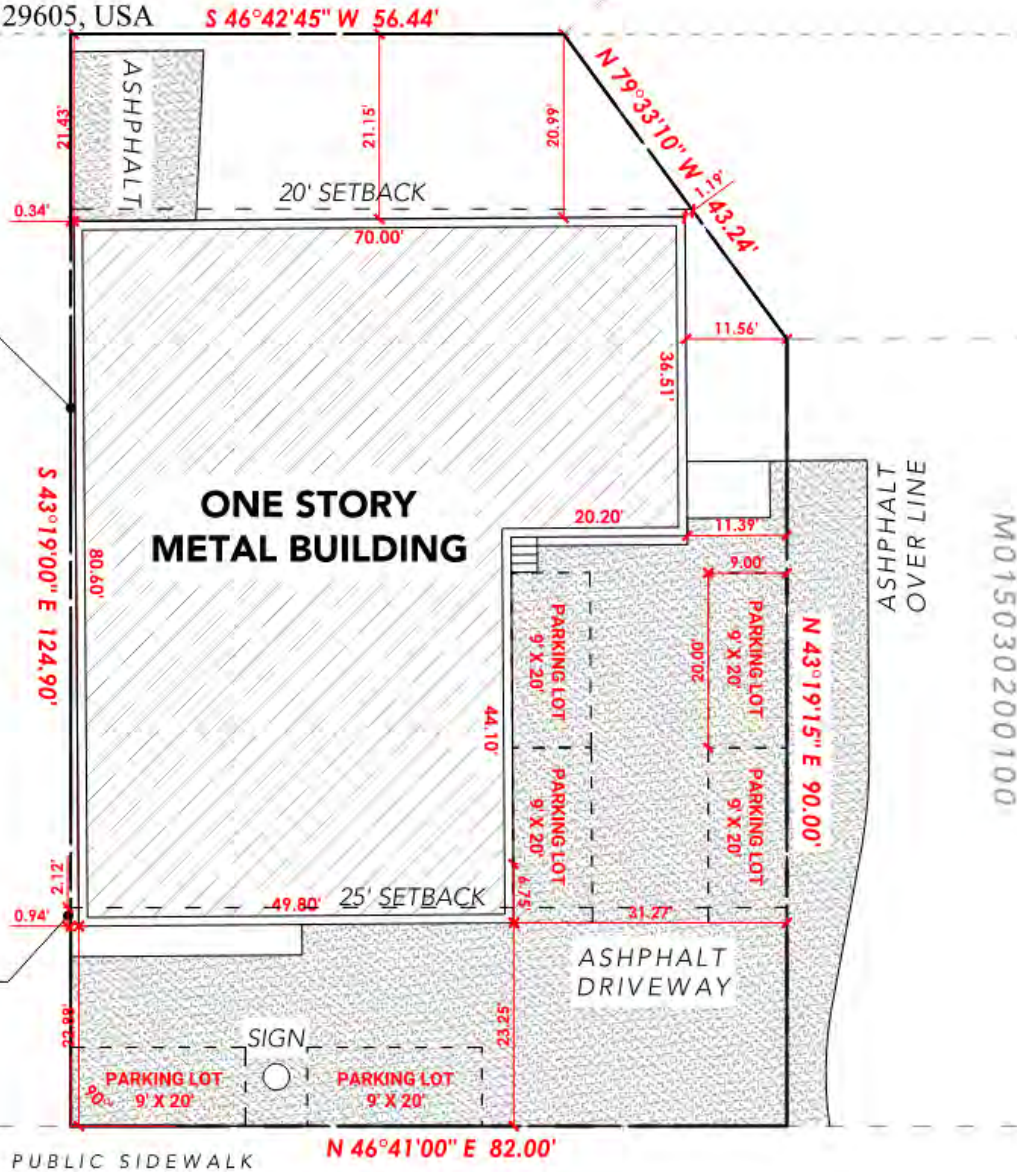 29605, USA
S 46°42'45" W 56.44'
N 79°33'10" W 43.24'
ASHPHALT
21.43'
21.15'
20.99'
1.19'
20' SETBACK
0.34'
70.00'
11.56'
36.51'
S 43°19'00" E 124.90'
ONE STORY
METAL BUILDING
80.60'
20.20'
11.39'
9.00'
ASHPHALT
OVER LINE
M015030200100
PARKING LOT
9' X 20'
20.00'
PARKING LOT
9' X 20'
N 43°19'15" E 90.00'
44.10'
PARKING LOT
9' X 20'
PARKING LOT
9' X 20'
2.12'
0.94'
49.80'
25' SETBACK
6.75'
31.27'
ASHPHALT
DRIVEWAY
22.88'
23.25'
SIGN
PARKING LOT
9' X 20'
PARKING LOT
9' X 20'
90°
N 46°41'00" E 82.00'
PUBLIC SIDEWALK